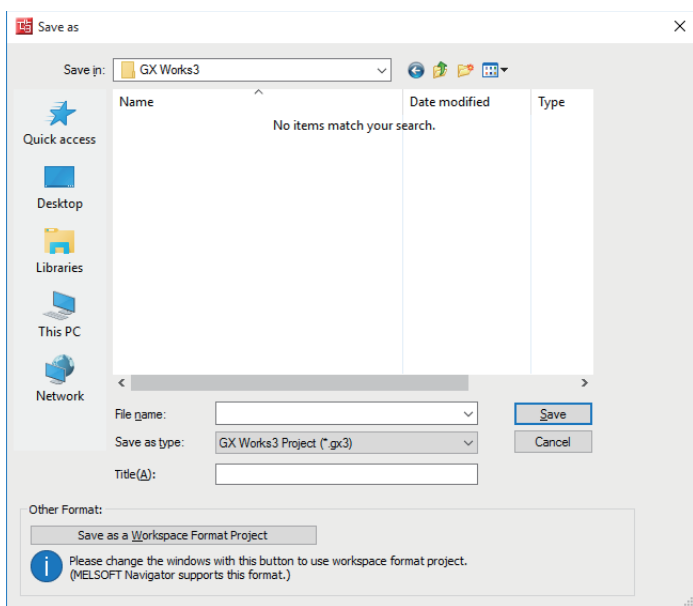 Save as
Save in: GX Works3
Name Date modified Type
No items match your search.
Quick access
Desktop
Libraries
This PC
Network
File name:
Save
Save as type: GX Works3 Project (*.gx3)
Cancel
Title(A):
Other Format:
Save as a Workspace Format Project
Please change the windows with this button to use workspace format project.
(MELSOFT Navigator supports this format.)